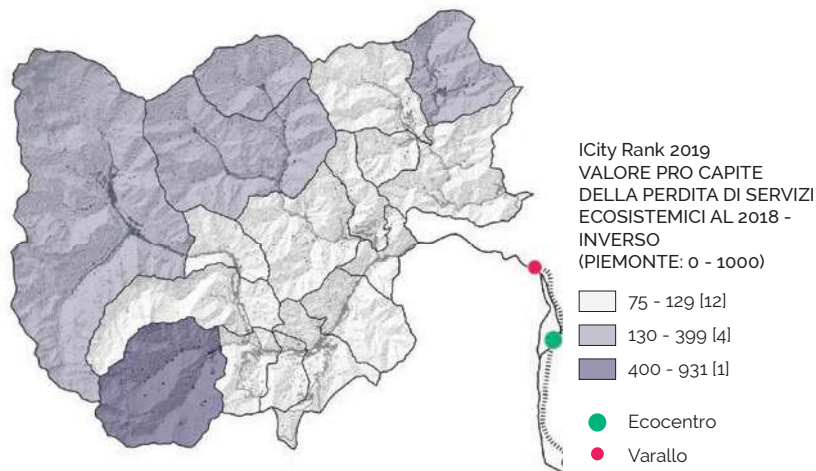 ICity Rank 2019
VALORE PRO CAPITE
DELLA PERDITA DI SERVIZI
ECOSISTEMICI AL 2018 -
INVERSO
(PIEMONTE: 0 - 1000)
75 - 129 [12]
130 - 399 [4]
400 - 931 [1]
Ecocentro
Varallo